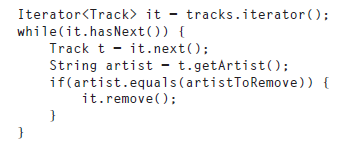 Iterator<Track> it = tracks.iterator();
while(it.hasNext()) {
    Track t = it.next();
    String artist = t.getArtist();
    if(artist.equals(artistToRemove)) {
        it.remove();
    }
}